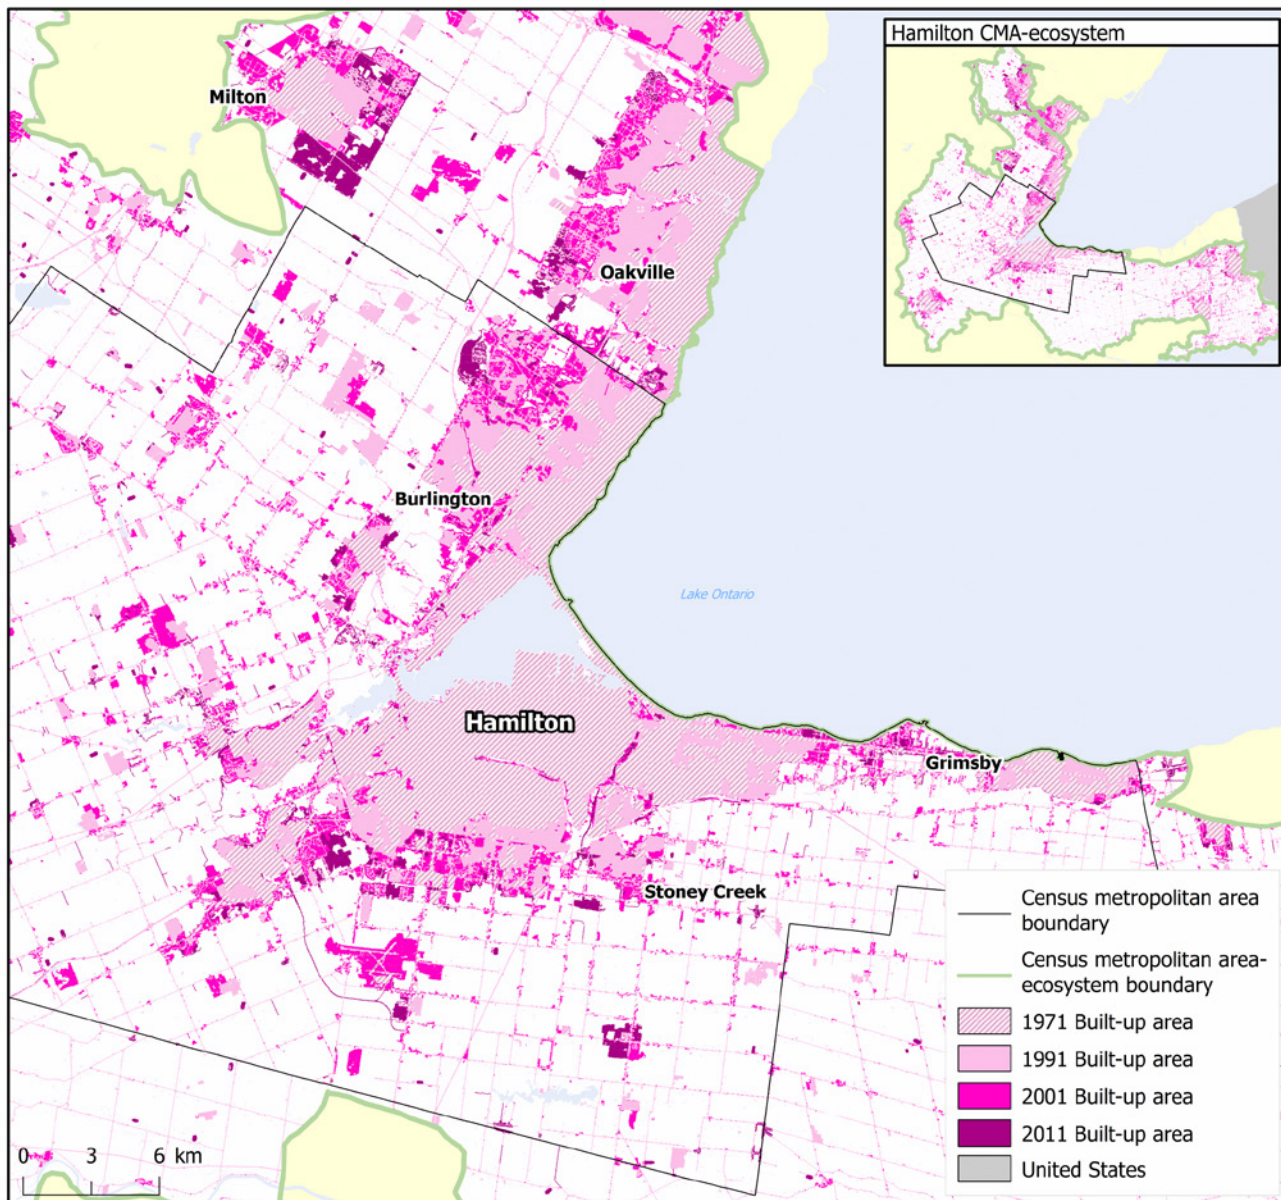 Hamilton CMA-ecosystem
Milton
Oakville
Burlington
Lake Ontario
Hamilton
Grimsby
Stoney Creek
Census metropolitan area
boundary
Census metropolitan area-
ecosystem boundary
1971 Built-up area
1991 Built-up area
2001 Built-up area
2011 Built-up area
United States
0 3 6 km